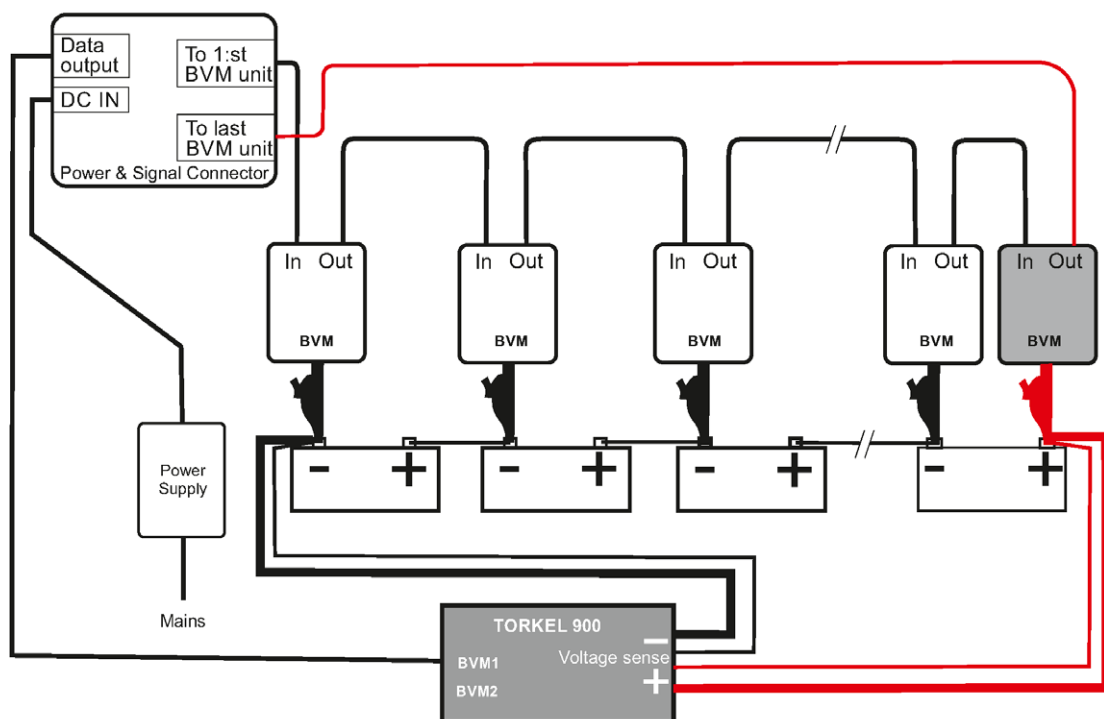 Data
output
DC IN
To 1:st
BVM unit
To last
BVM unit
Power & Signal Connector
In Out
BVM
In Out
BVM
In Out
BVM
In Out
BVM
In Out
BVM
- +
- +
- +
- +
Power
Supply
Mains
TORKEL 900
-
Voltage sense
+
BVM1
BVM2